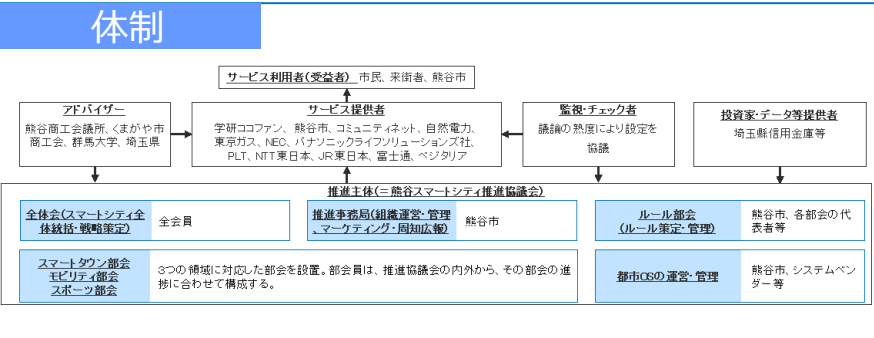 体制
サービス利用者(受益者) 市民、来街者、熊谷市
アドバイザー
熊谷商工会議所、くまがや市
商工会、群馬大学、埼玉県
サービス提供者
学研ココファン、 熊谷市、コミュニティネット、自然電力、
東京ガス、NEC、パナソニックライフソリューションズ社、
PLT、NTT東日本、JR東日本、富士通、ベジタリア
監視・チェック者
議論の熟度により設定を
協議
投資家・データ等提供者
埼玉縣信用金庫等
推進主体(=熊谷スマートシティ推進協議会)
全体会(スマートシティ全
体統括・戦略策定)
全会員
推進事務局(組織運営・管理
、マーケティング・周知広報)
熊谷市
ルール部会
(ルール策定・管理)
熊谷市、各部会の代
表者等
スマートタウン部会
モビリティ部会
スポーツ部会
3つの領域に対応した部会を設置。部会員は、推進協議会の内外から、その部会の進
捗に合わせて構成する。
都市OSの運営・管理
熊谷市、システムベン
ダー等